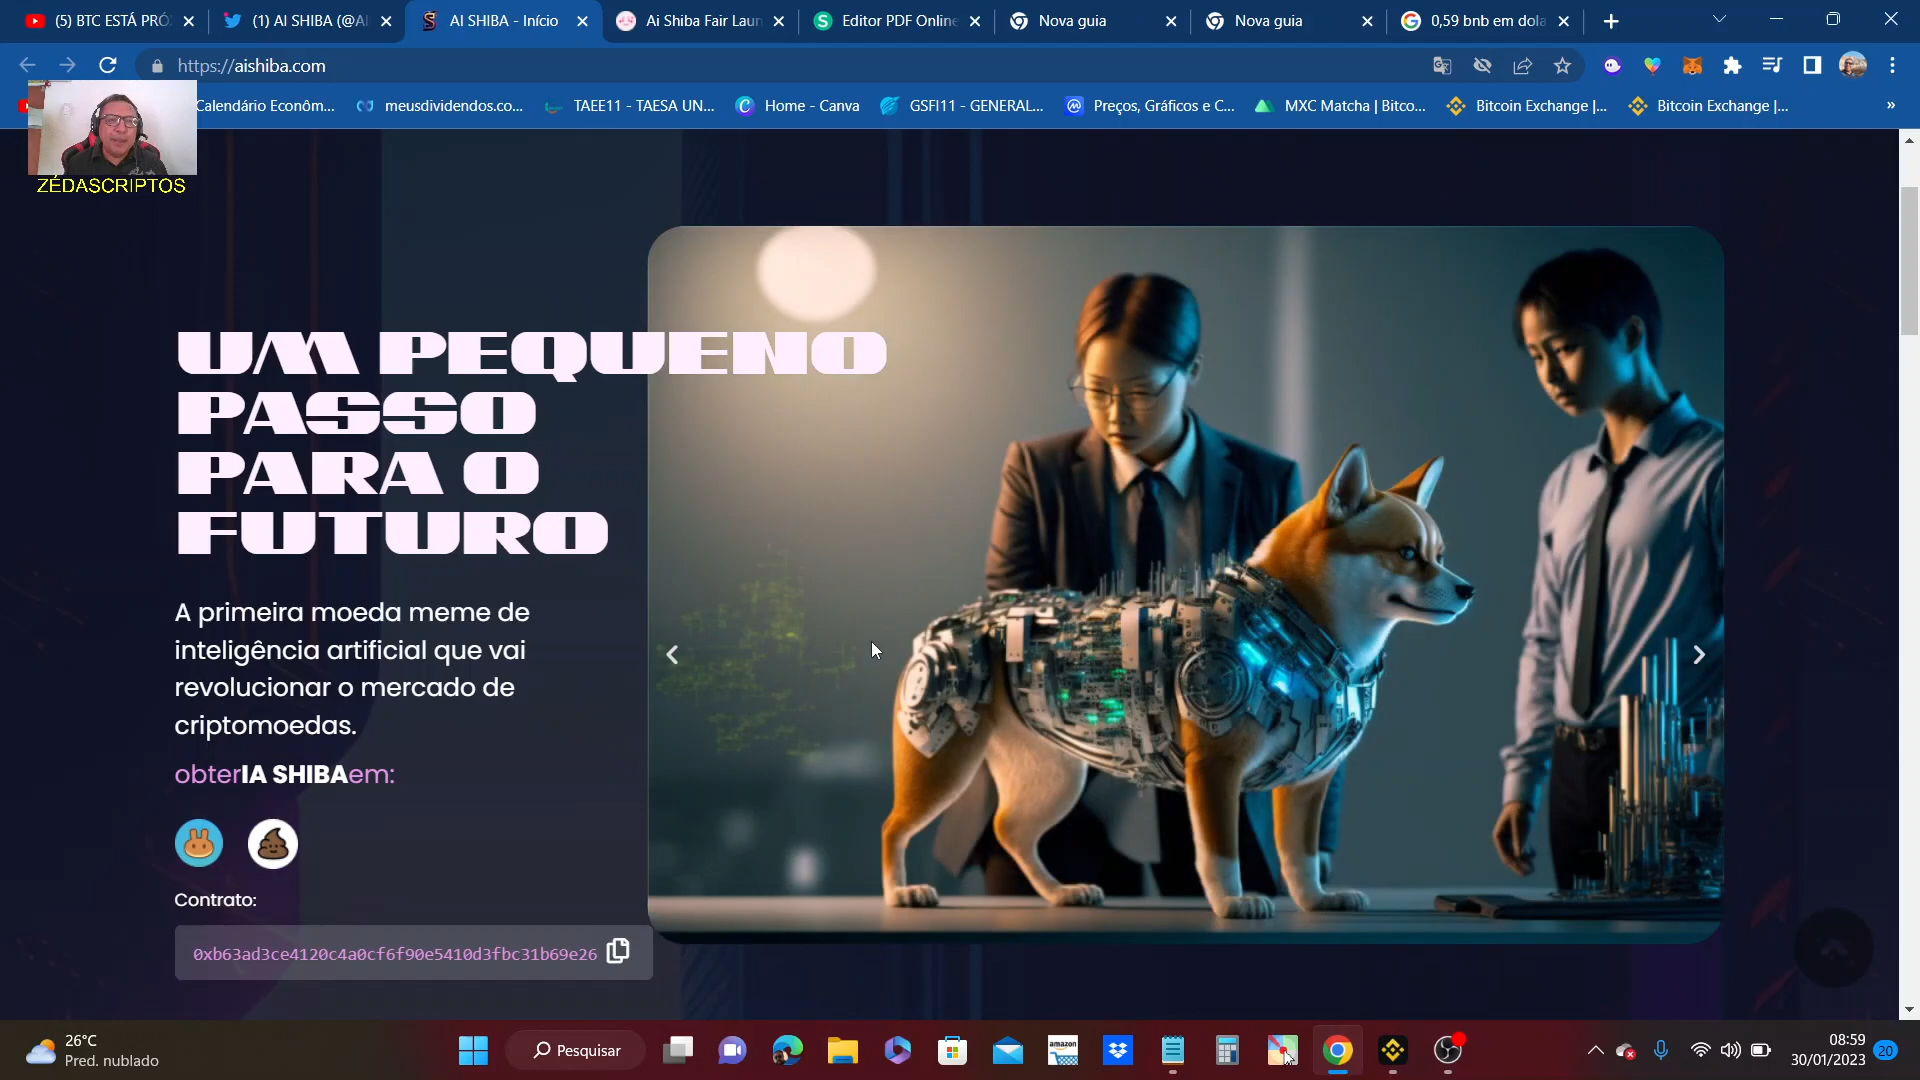 (5) BTC ESTÁ PRÓ
(1) AI SHIBA (@AI
AI SHIBA - Início
Ai Shiba Fair Laun
Editor PDF Online
Nova guia
Nova guia
0,59 bnb em dola
https://aishiba.com
Calendário Econôm...
meusdividendos.co...
TAEE11 - TAESA UN...
Home - Canva
GSFI11 - GENERAL...
Preços, Gráficos e C...
MXC Matcha | Bitco...
Bitcoin Exchange |...
Bitcoin Exchange |...
»
ZÉDASCRIPTOS
UM PEQUENO
PASSO
PARA O
FUTURO
A primeira moeda meme de
inteligência artificial que vai
revolucionar o mercado de
criptomoedas.
obterIA SHIBAem:
Contrato:
0xb63ad3ce4120c4a0cf6f90e5410d3fbc31b69e26
26°C
Pred. nublado
Pesquisar
amazon
08:59
30/01/2023
20